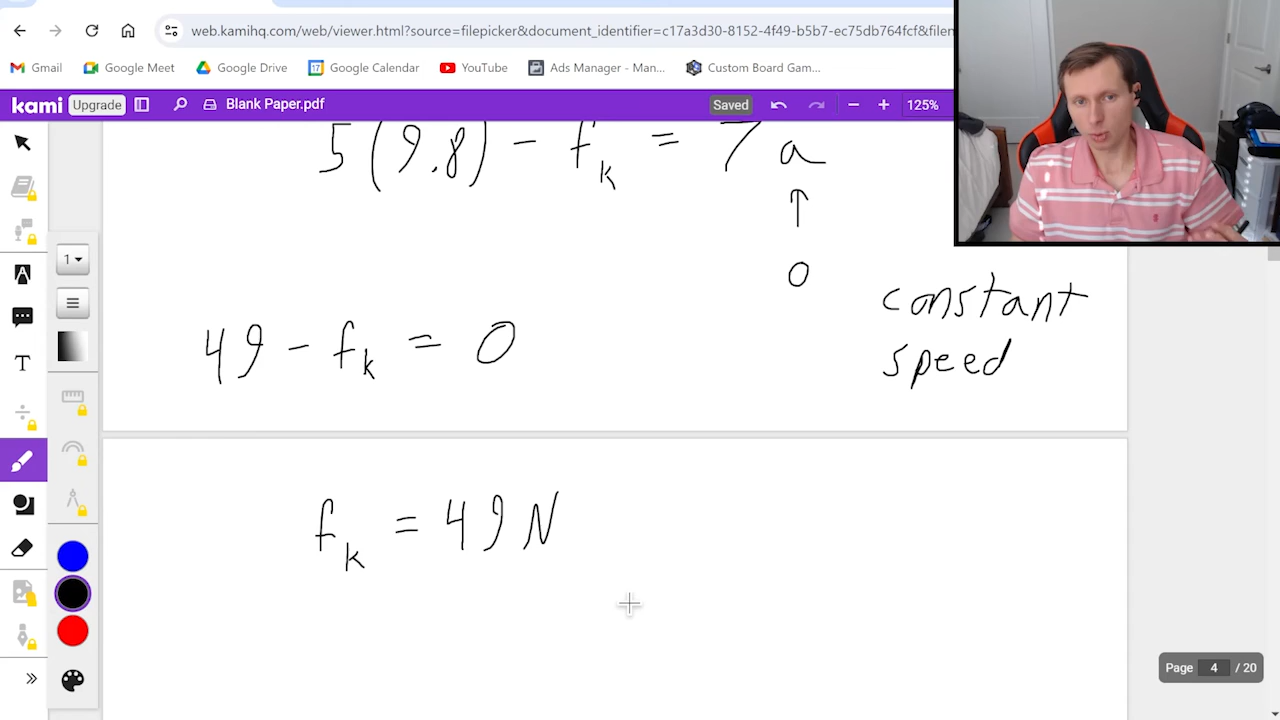 web.kamihq.com/web/viewer.html?source=filepicker&document_identifier=c17a3d30-8152-4f49-b5b7-ec75db764fcf&filen
Gmail Google Meet Google Drive 17 Google Calendar YouTube Ads Manager - Man... Custom Board Gam...
kami Upgrade Blank Paper.pdf Saved 125%
5(9.8) - fk = 7a
↑
0
1
constant
speed
49 - fk = 0
A
T
fk = 49 N
Page 4 / 20